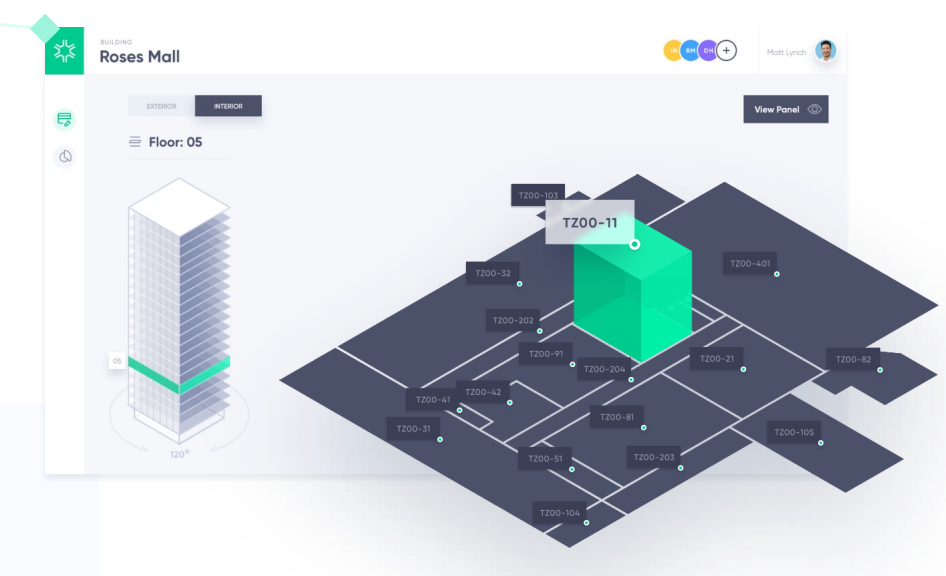 BUILDING
Roses Mall
IR BM DH +
Matt Lynch
EXTERIOR INTERIOR
View Panel
Floor: 05
TZ00-103
TZ00-11
TZ00-401
TZ00-32
TZ00-202
TZ00-91
TZ00-204
TZ00-21
TZ00-82
05
TZ00-42
TZ00-41
TZ00-81
TZ00-31
TZ00-105
120°
TZ00-51
TZ00-203
TZ00-104